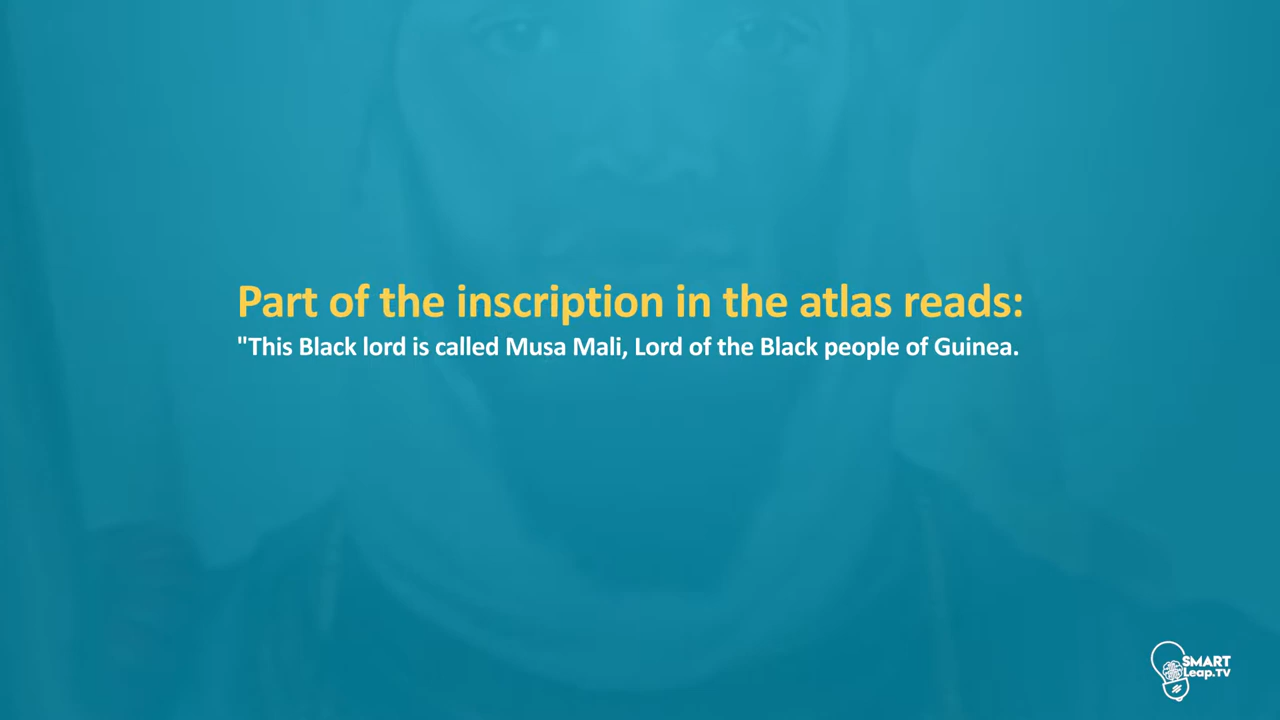 Part of the inscription in the atlas reads:
"This Black lord is called Musa Mali, Lord of the Black people of Guinea.
SMART
Leap.TV